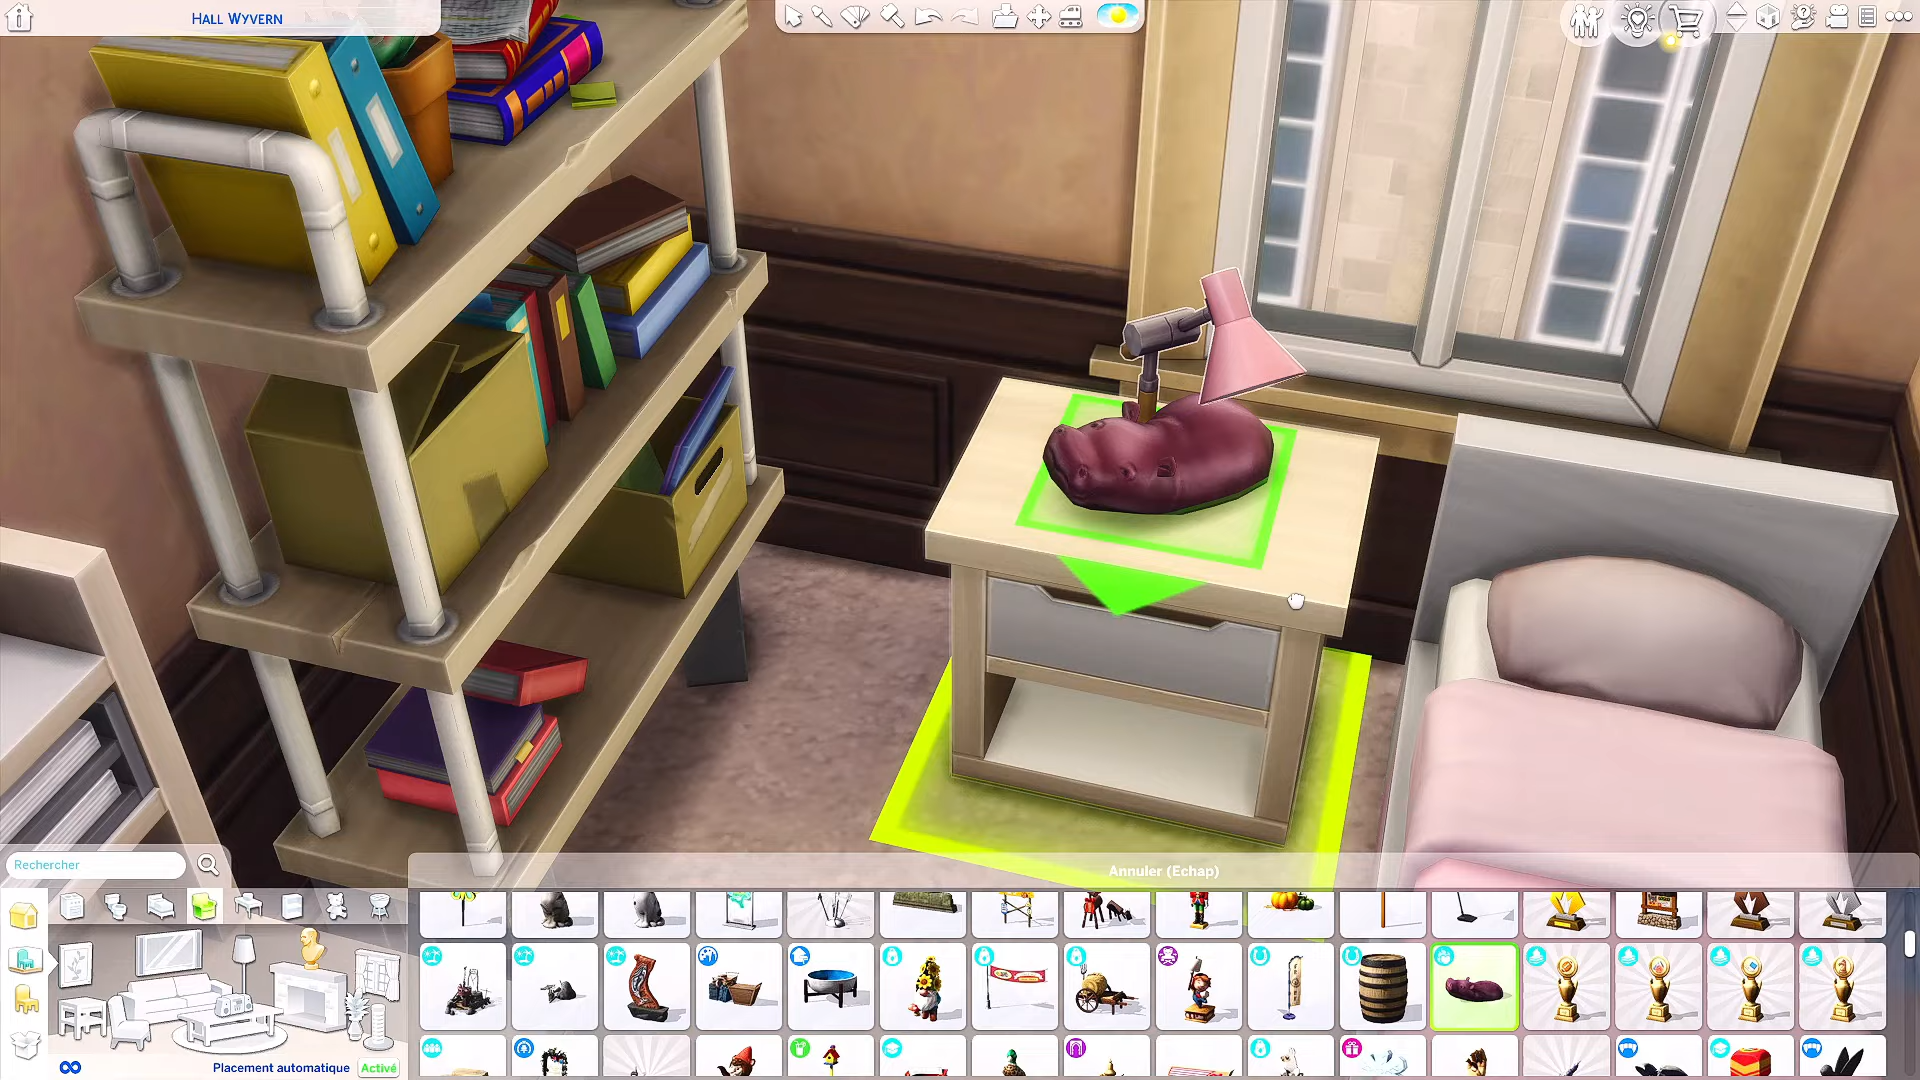 Hall Wyvern
Rechercher
Annuler (Echap)
Placement automatique Activé